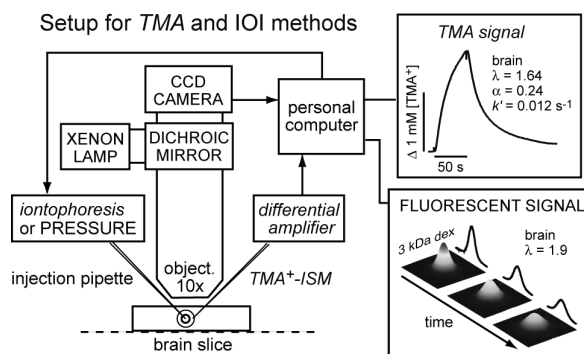 Setup for TMA and IOI methods
CCD
CAMERA
XENON
LAMP
DICHROIC
MIRROR
personal
computer
iontophoresis
or PRESSURE
differential
amplifier
injection pipette
object.
10x
TMA⁺-ISM
brain slice
TMA signal
brain
λ = 1.64
α = 0.24
k' = 0.012 s⁻¹
Δ 1 mM [TMA⁺]
50 s
FLUORESCENT SIGNAL
3 kDa dex
brain
λ = 1.9
time